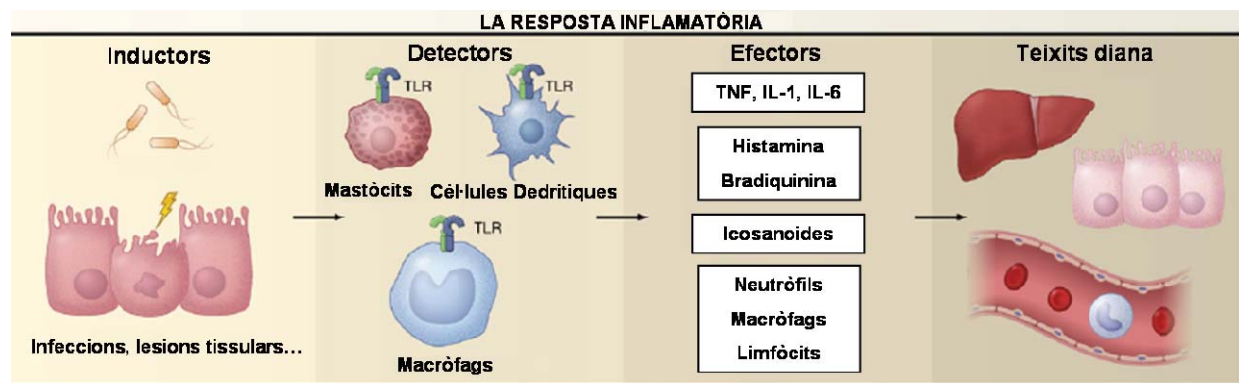 LA RESPOSTA INFLAMATÒRIA
Inductors
Infeccions, lesions tissulars...
Detectors
TLR
TLR
Mastòcits
Cèl·lules Dedritiques
TLR
Macròfags
Efectors
TNF, IL-1, IL-6
Histamina
Bradiquinina
Icosanoides
Neutròfils
Macròfags
Limfòcits
Teixits diana